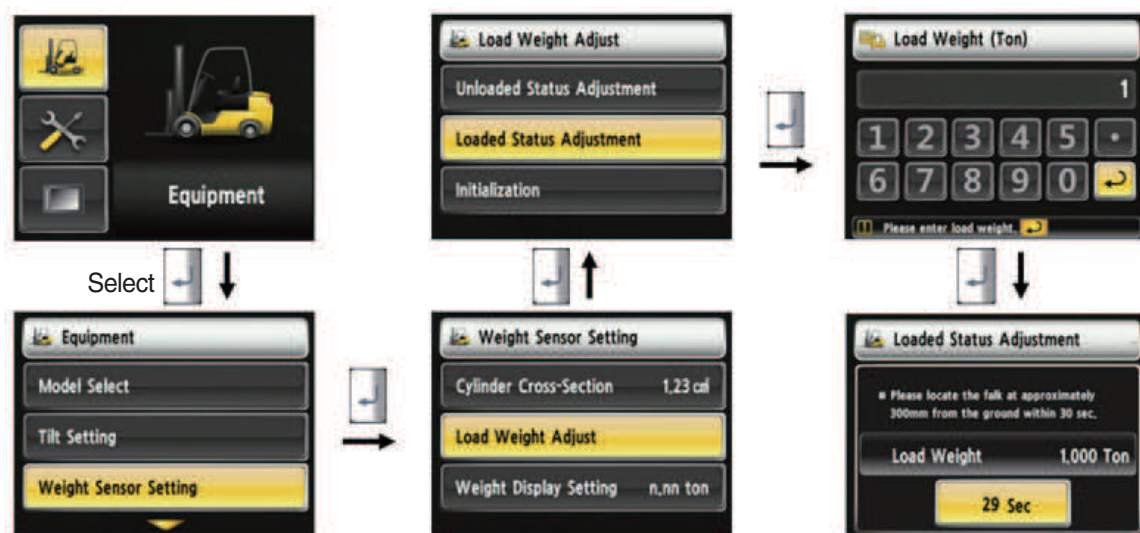 Equipment
Select
Equipment
Model Select
Tilt Setting
Weight Sensor Setting
Weight Sensor Setting
Cylinder Cross-Section 1,23 ㎠
Load Weight Adjust
Weight Display Setting n,nn ton
Load Weight Adjust
Unloaded Status Adjustment
Loaded Status Adjustment
Initialization
Load Weight (Ton)
1
1 2 3 4 5 •
6 7 8 9 0
Please enter load weight.
Loaded Status Adjustment
■ Please locate the falk at approximately
300mm from the ground within 30 sec.
Load Weight 1,000 Ton
29 Sec